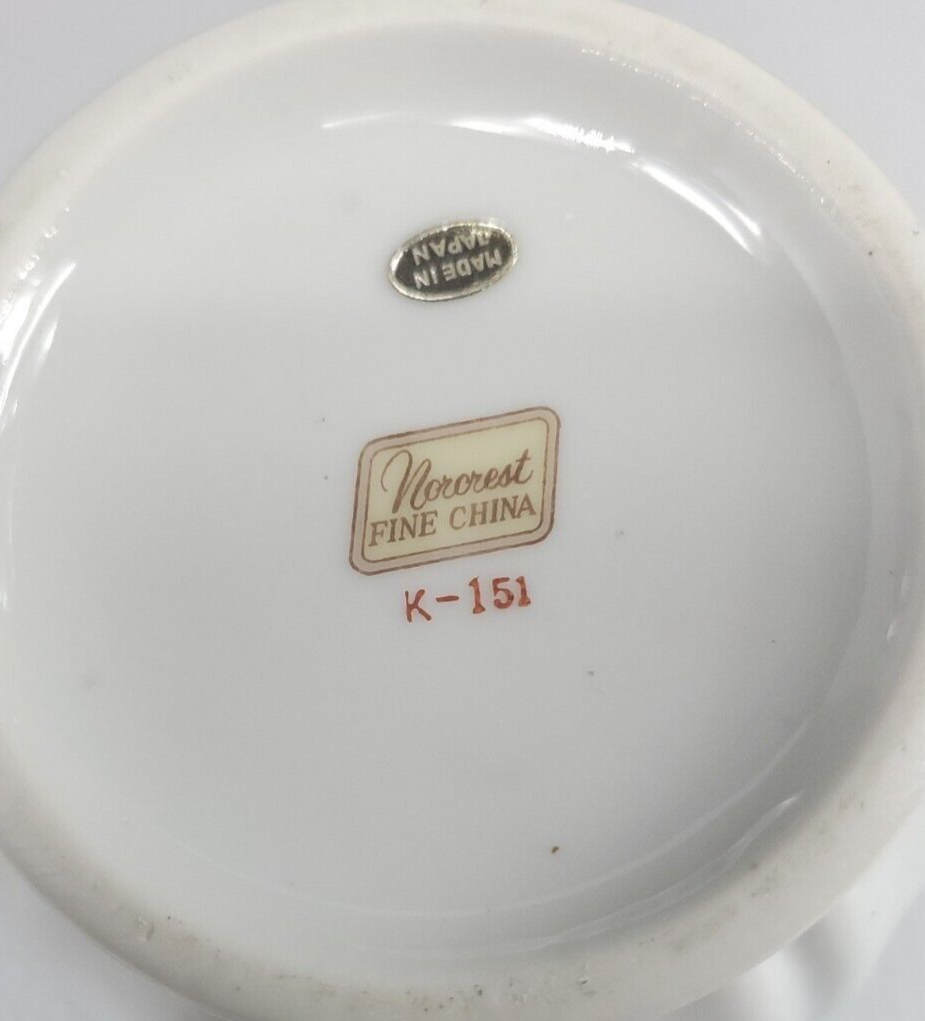 MADE IN
JAPAN
Norcrest
FINE CHINA
K-151